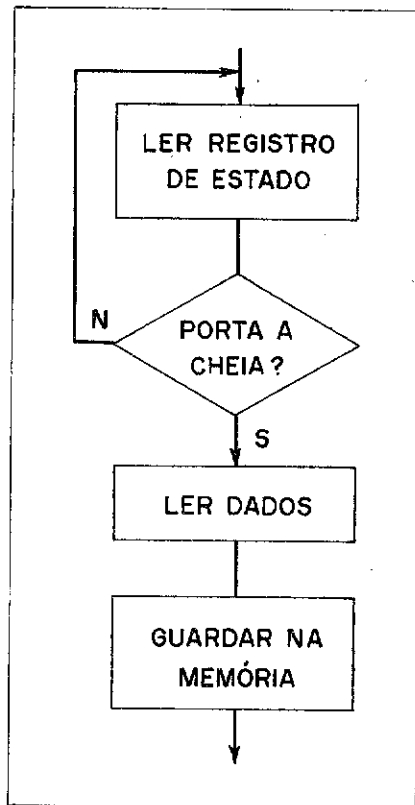 LER REGISTRO
DE ESTADO
N
PORTA A
CHEIA?
S
LER DADOS
GUARDAR NA
MEMÓRIA